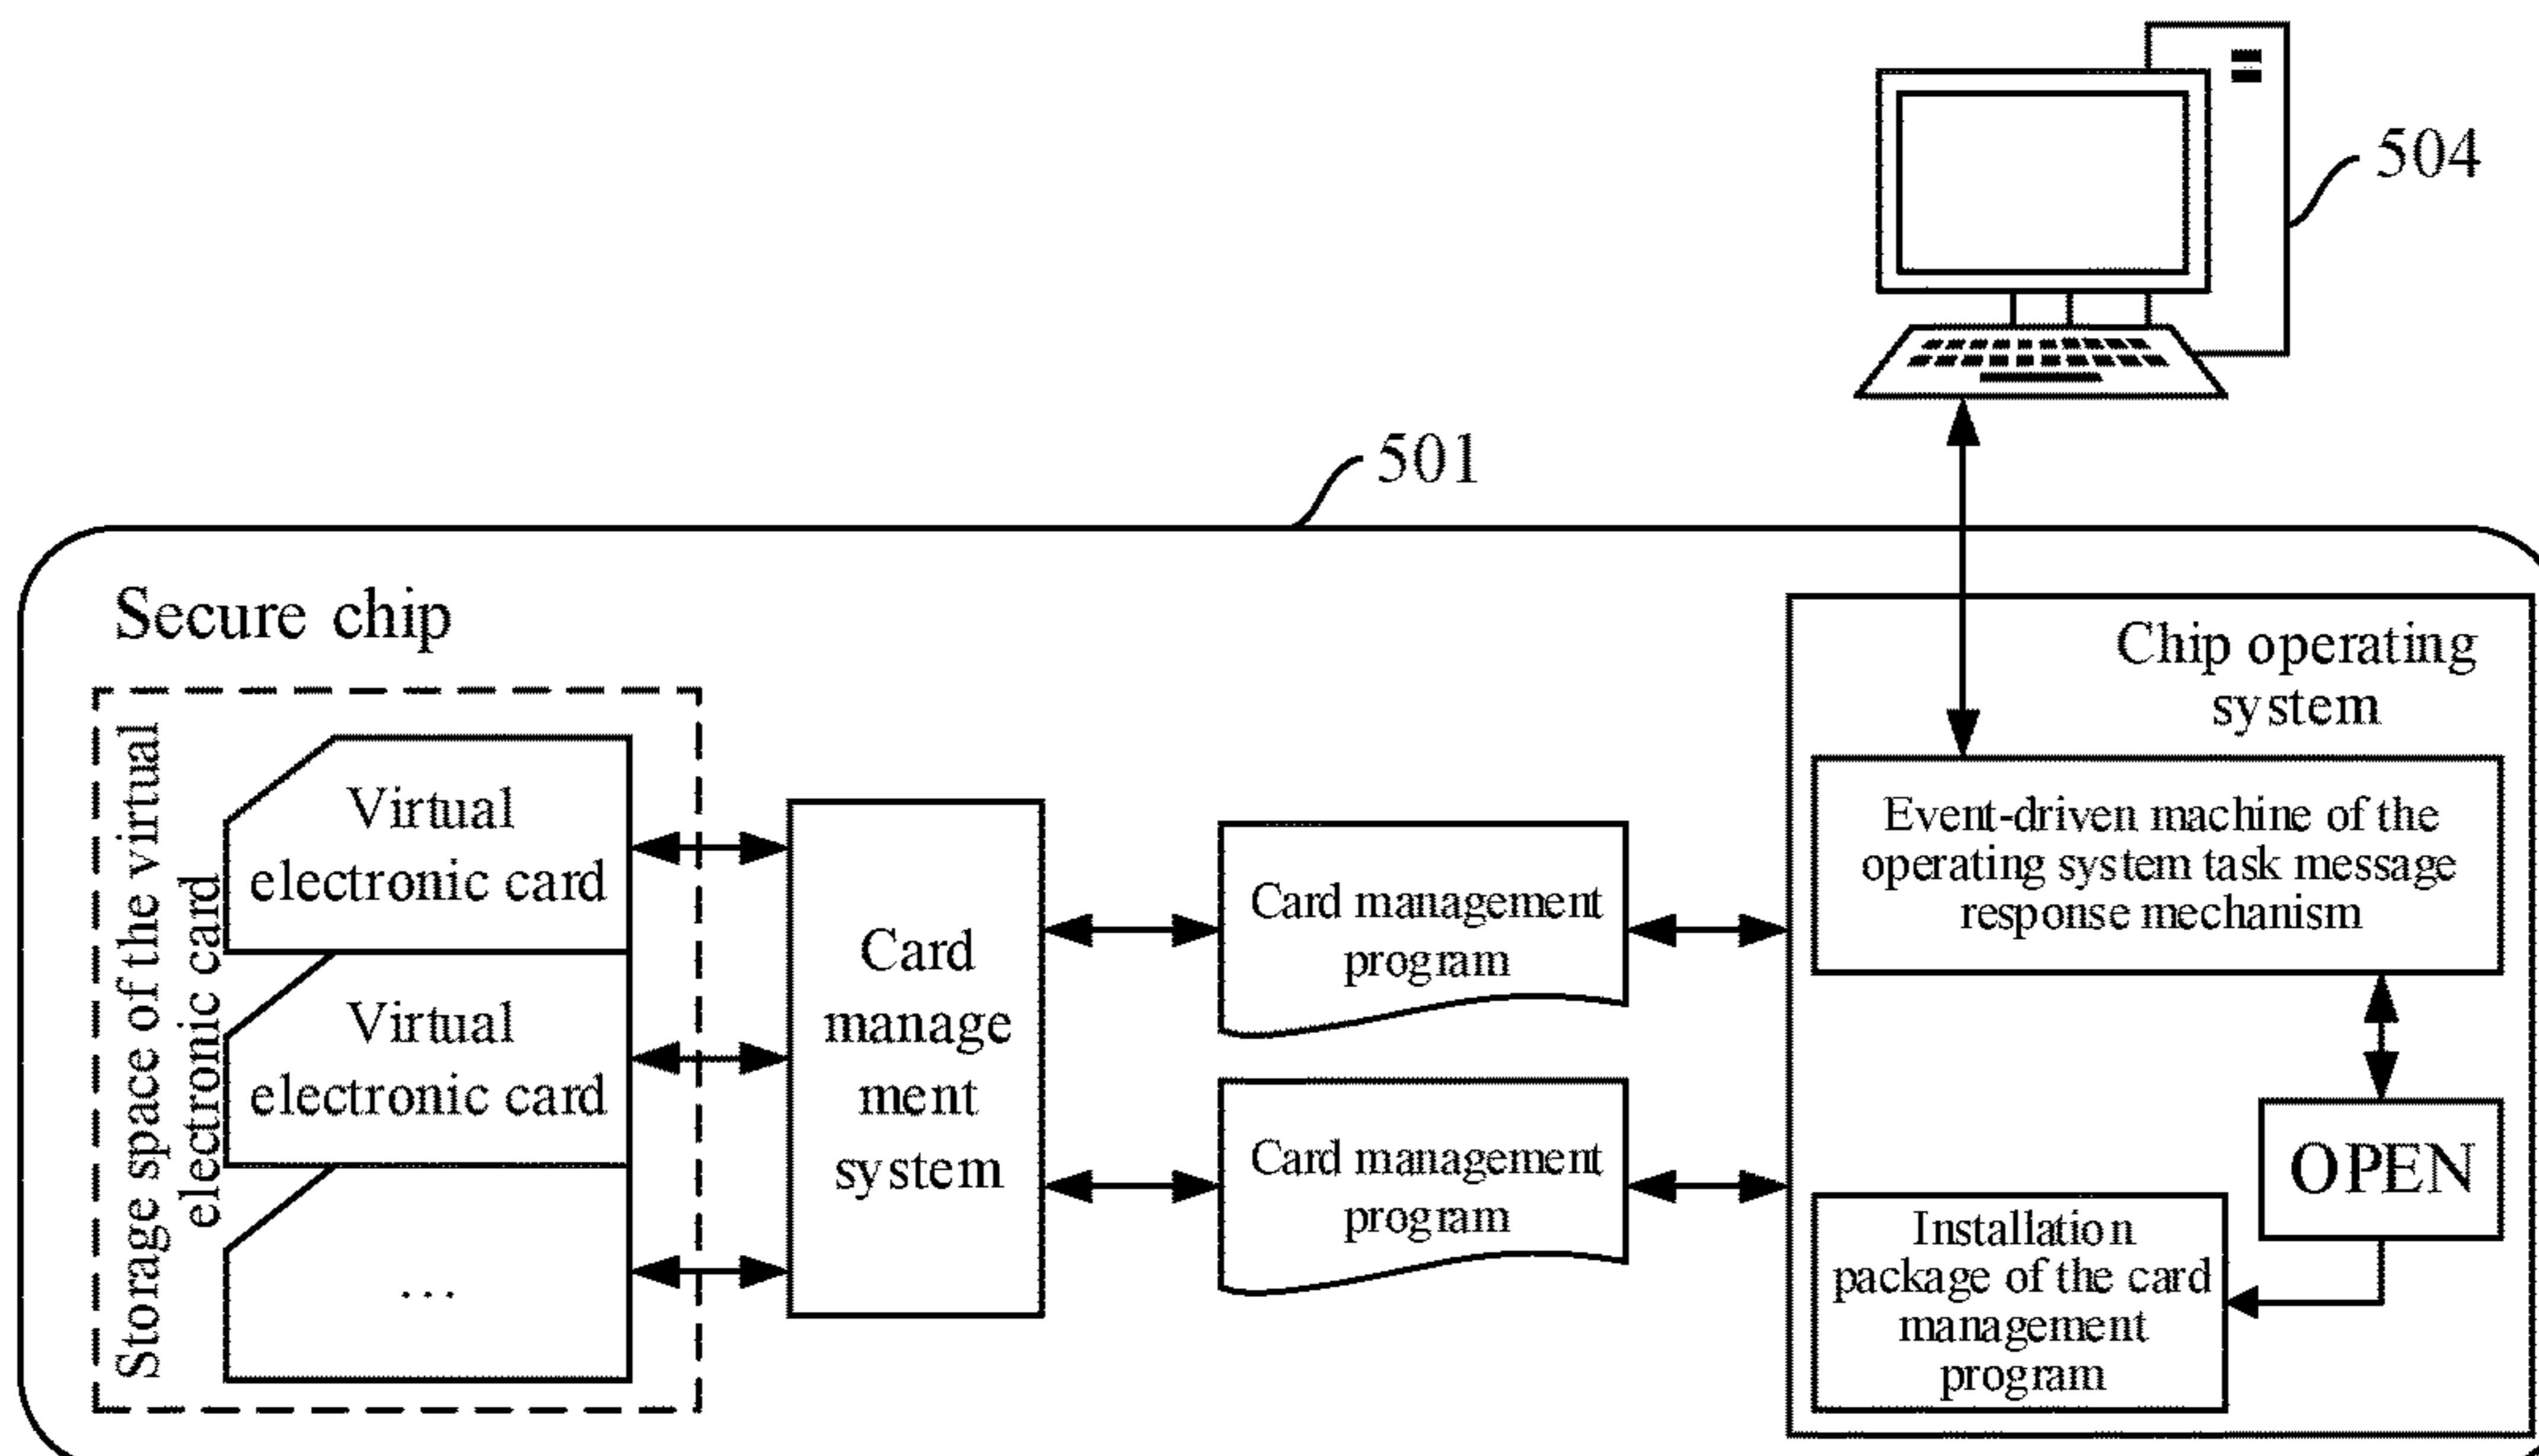 504
501
Secure chip
Storage space of the virtual
electronic card
Virtual
electronic card
Virtual
electronic card
...
Card
manage
ment
system
Card management
program
Card management
program
Chip operating
system
Event-driven machine of the
operating system task message
response mechanism
OPEN
Installation
package of the card
management
program